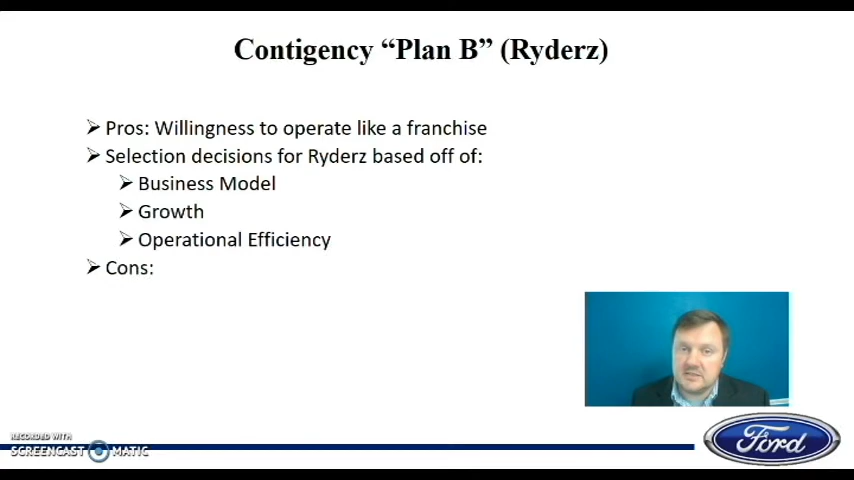 Contigency “Plan B” (Ryderz)
Pros: Willingness to operate like a franchise
Selection decisions for Ryderz based off of:
Business Model
Growth
Operational Efficiency
Cons:
RECORDED WITH
SCREENCAST MATIC
Ford